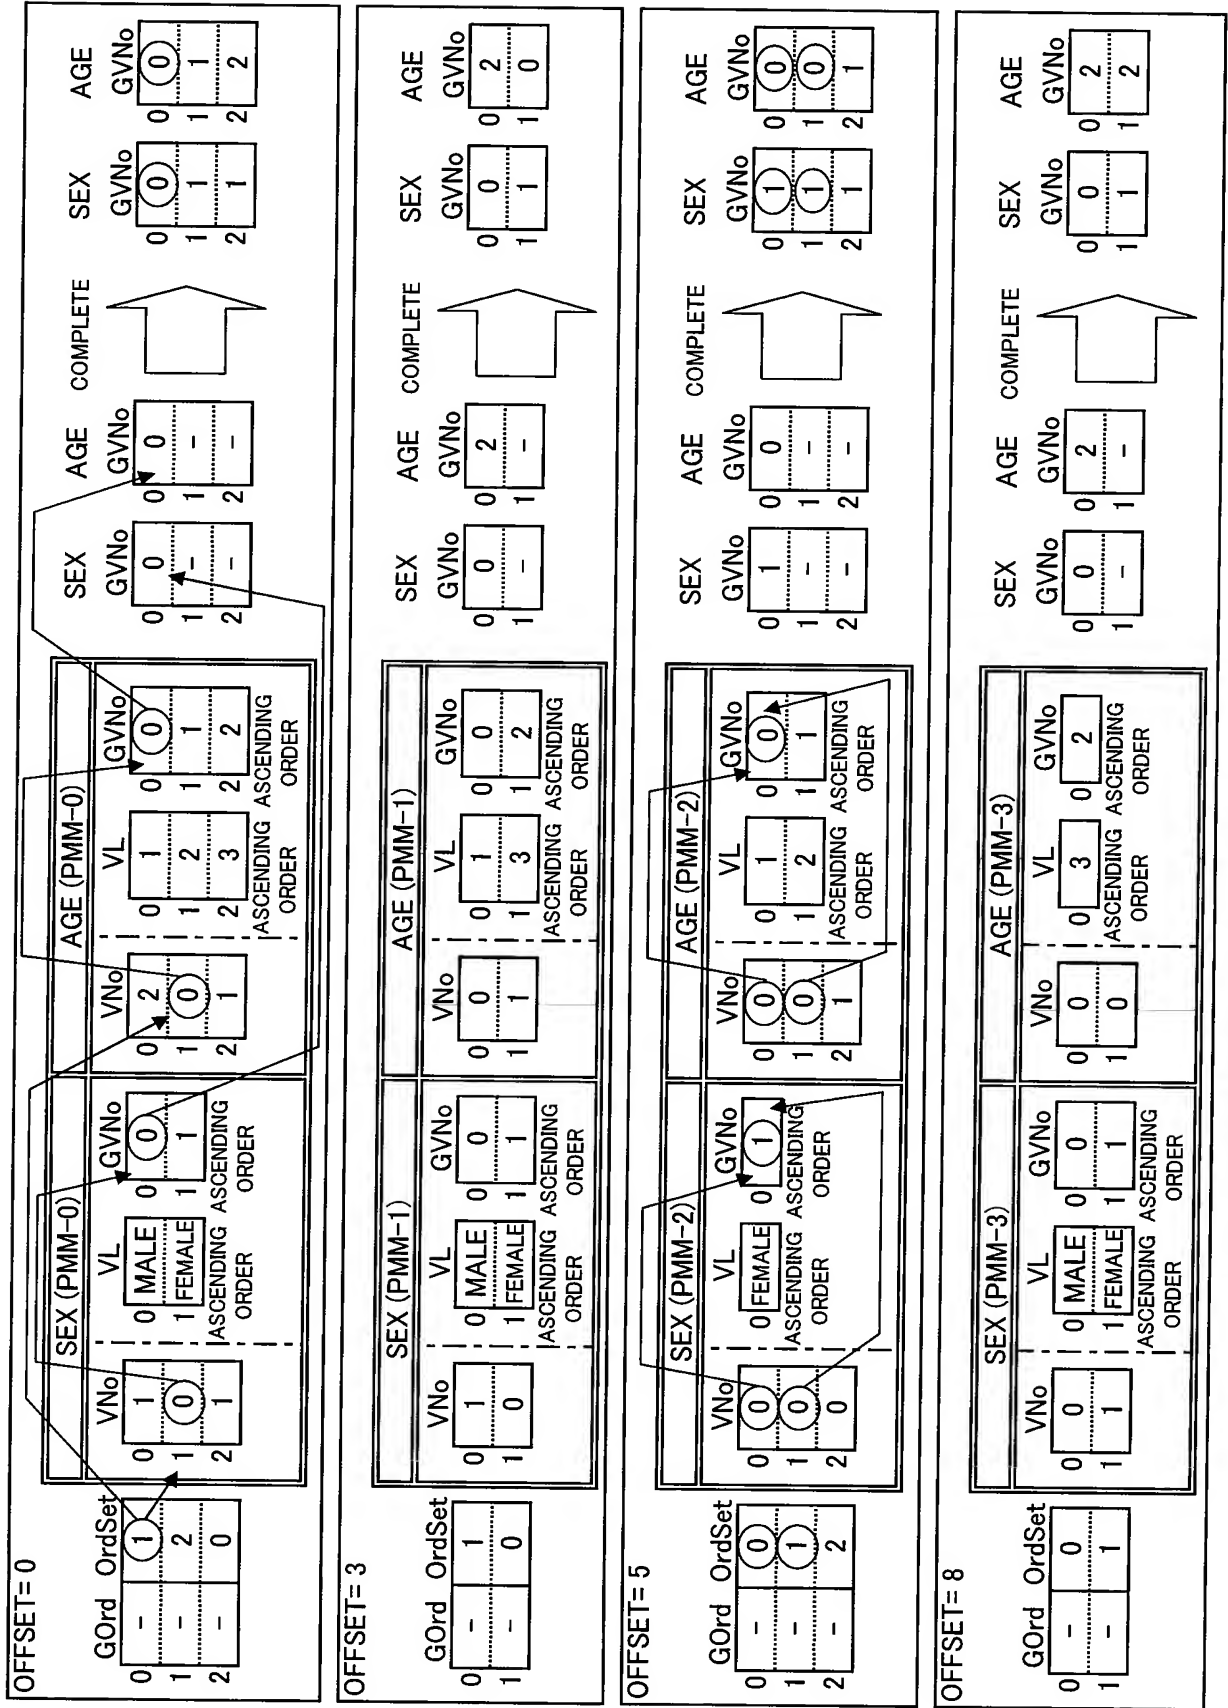 OFFSET= 0
SEX (PMM-0) AGE (PMM-0) SEX AGE COMPLETE SEX AGE
GOrd OrdSet VNo VL GVNo VNo VL GVNo GVNo GVNo GVNo GVNo
0 - 1 0 1 0 MALE 0 0 0 2 0 1 0 0 0 0 0 0 0 0 0 0
1 - 2 1 0 1 FEMALE 1 1 1 0 1 2 1 1 1 - 1 - 1 1 1 1
2 - 0 2 1 2 1 2 3 2 2 2 - 2 - 2 1 2 2
ASCENDING ASCENDING ASCENDING ASCENDING
ORDER ORDER ORDER ORDER
OFFSET= 3
SEX (PMM-1) AGE (PMM-1) SEX AGE COMPLETE SEX AGE
GOrd OrdSet VNo VL GVNo VNo VL GVNo GVNo GVNo GVNo GVNo
0 - 1 0 1 0 MALE 0 0 0 0 0 1 0 0 0 0 0 2 0 0 0 2
1 - 0 1 0 1 FEMALE 1 1 1 1 1 3 1 2 1 - 1 - 1 1 1 0
ASCENDING ASCENDING ASCENDING ASCENDING
ORDER ORDER ORDER ORDER
OFFSET= 5
SEX (PMM-2) AGE (PMM-2) SEX AGE COMPLETE SEX AGE
GOrd OrdSet VNo VL GVNo VNo VL GVNo GVNo GVNo GVNo GVNo
0 - 0 0 0 0 FEMALE 0 1 0 0 0 1 0 0 0 1 0 0 0 1 0 0
1 - 1 1 0 1 0 1 2 1 1 1 - 1 - 1 1 1 0
2 - 2 2 0 2 1 2 - 2 - 2 1 2 1
ASCENDING ASCENDING ASCENDING ASCENDING
ORDER ORDER ORDER ORDER
OFFSET= 8
SEX (PMM-3) AGE (PMM-3) SEX AGE COMPLETE SEX AGE
GOrd OrdSet VNo VL GVNo VNo VL GVNo GVNo GVNo GVNo GVNo
0 - 0 0 0 0 MALE 0 0 0 0 0 3 0 2 0 0 0 2 0 0 0 2
1 - 1 1 1 1 FEMALE 1 1 1 0 1 - 1 - 1 1 1 2
ASCENDING ASCENDING ASCENDING ASCENDING
ORDER ORDER ORDER ORDER